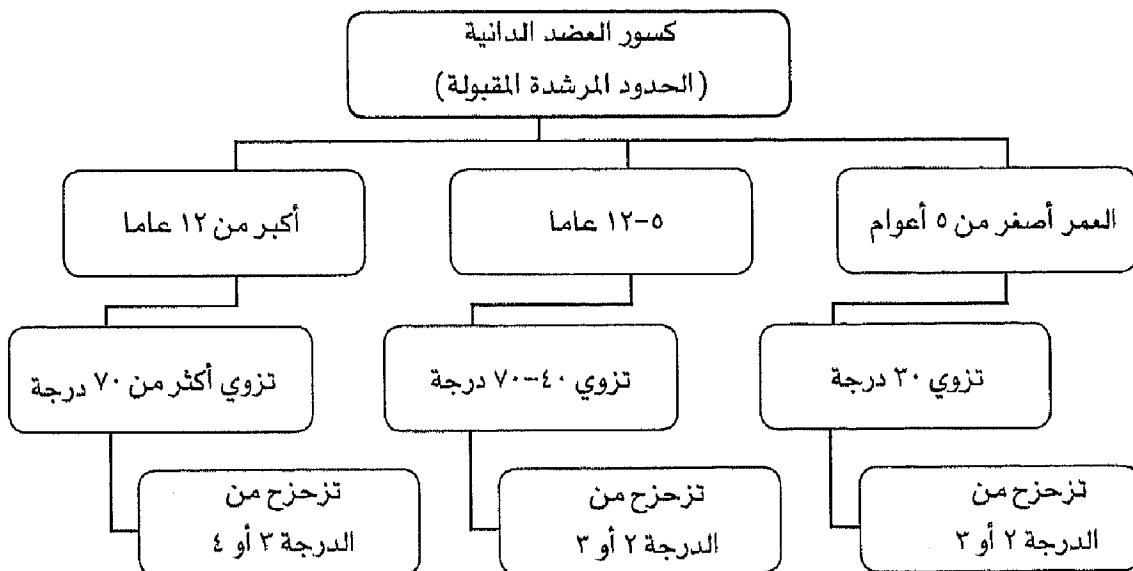 كسور العضد الدانية
(الحدود المرشدة المقبولة)
العمر أصغر من ٥ أعوام
٥-١٢ عاما
أكبر من ١٢ عاما
تزوي ٣٠ درجة
تزوي ٤٠-٧٠ درجة
تزوي أكثر من ٧٠ درجة
تزحزح من
الدرجة ٢ أو ٣
تزحزح من
الدرجة ٢ أو ٣
تزحزح من
الدرجة ٣ أو ٤